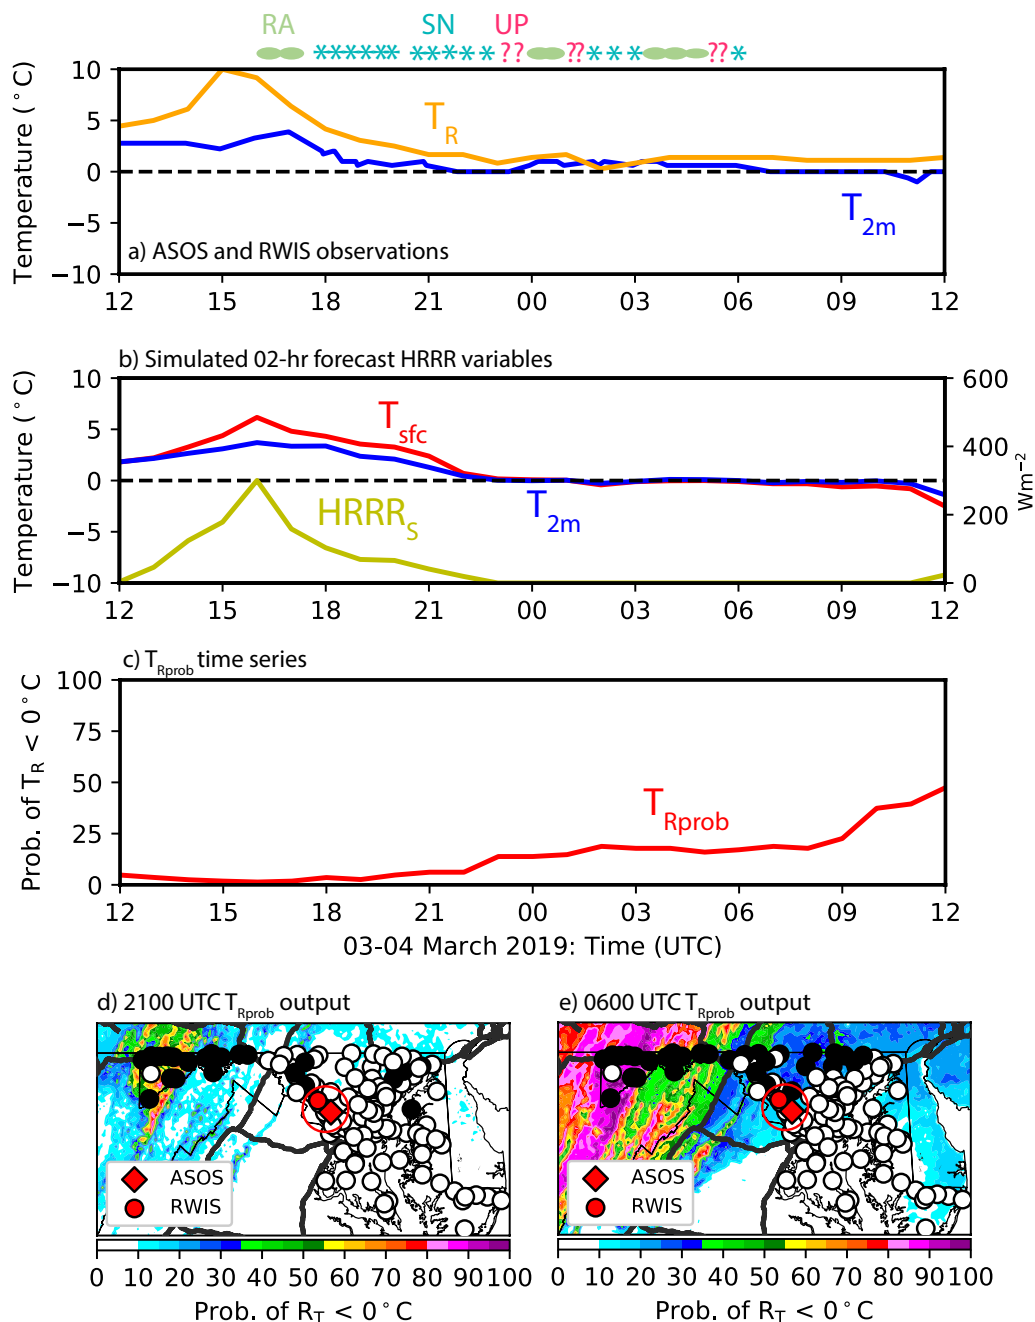 RA SN UP
?? ?? ??
10
5
0
−5
−10
Temperature (°C)
T_R
T_2m
a) ASOS and RWIS observations
12 15 18 21 00 03 06 09 12
b) Simulated 02-hr forecast HRRR variables
10
5
0
−5
−10
Temperature (°C)
T_sfc
T_2m
HRRR_S
600
400
200
0
Wm⁻²
12 15 18 21 00 03 06 09 12
c) T_Rprob time series
100
75
50
25
0
Prob. of T_R < 0°C
T_Rprob
12 15 18 21 00 03 06 09 12
03-04 March 2019: Time (UTC)
d) 2100 UTC T_Rprob output
ASOS
RWIS
0 10 20 30 40 50 60 70 80 90 100
Prob. of R_T < 0°C
e) 0600 UTC T_Rprob output
ASOS
RWIS
0 10 20 30 40 50 60 70 80 90 100
Prob. of R_T < 0°C